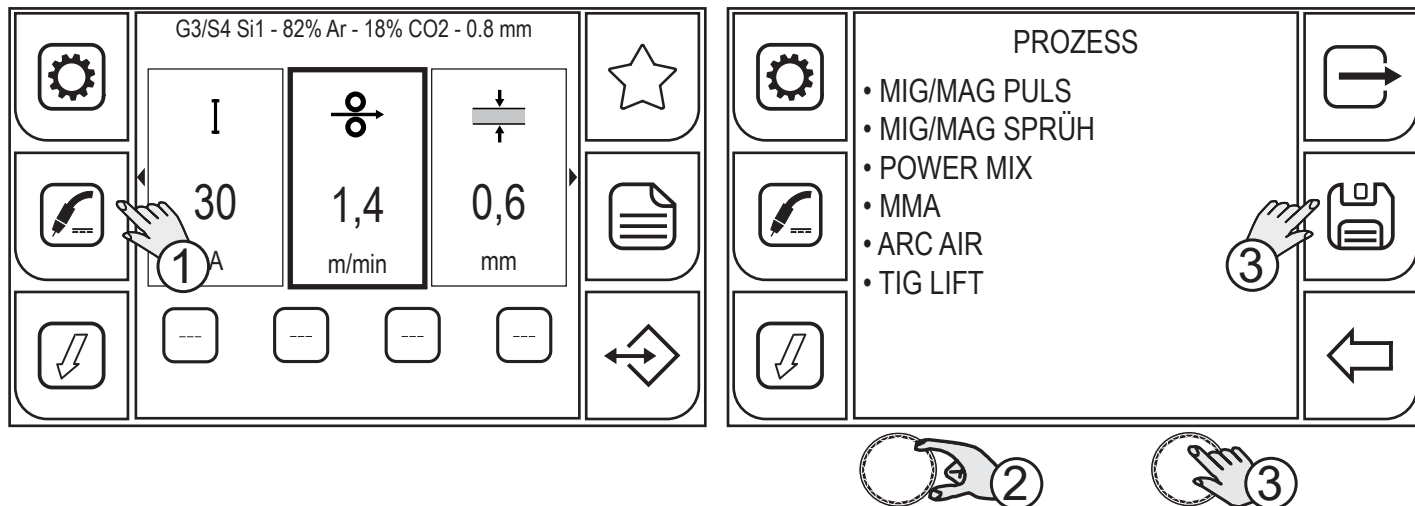 G3/S4 Si1 - 82% Ar - 18% CO2 - 0.8 mm
I
30
A
1,4
m/min
0,6
mm
---
---
---
---
1
PROZESS
• MIG/MAG PULS
• MIG/MAG SPRÜH
• POWER MIX
• MMA
• ARC AIR
• TIG LIFT
3
2
3